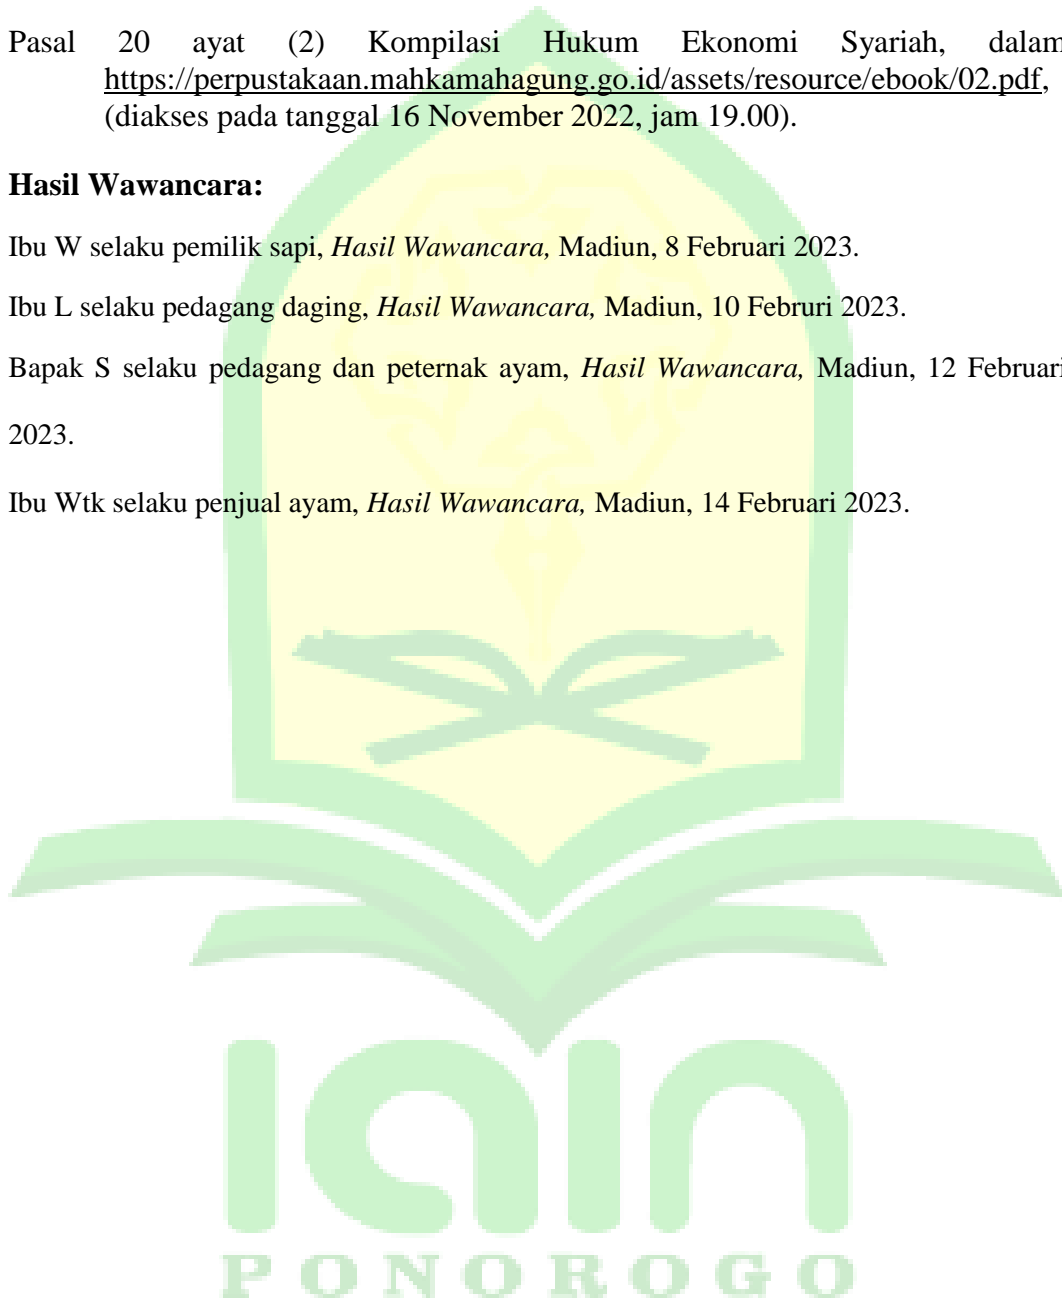 Pasal 20 ayat (2) Kompilasi Hukum Ekonomi Syariah, dalam
https://perpustakaan.mahkamahagung.go.id/assets/resource/ebook/02.pdf,
(diakses pada tanggal 16 November 2022, jam 19.00).
Hasil Wawancara:
Ibu W selaku pemilik sapi, Hasil Wawancara, Madiun, 8 Februari 2023.
Ibu L selaku pedagang daging, Hasil Wawancara, Madiun, 10 Februri 2023.
Bapak S selaku pedagang dan peternak ayam, Hasil Wawancara, Madiun, 12 Februari
2023.
Ibu Wtk selaku penjual ayam, Hasil Wawancara, Madiun, 14 Februari 2023.
IAIN
PONOROGO